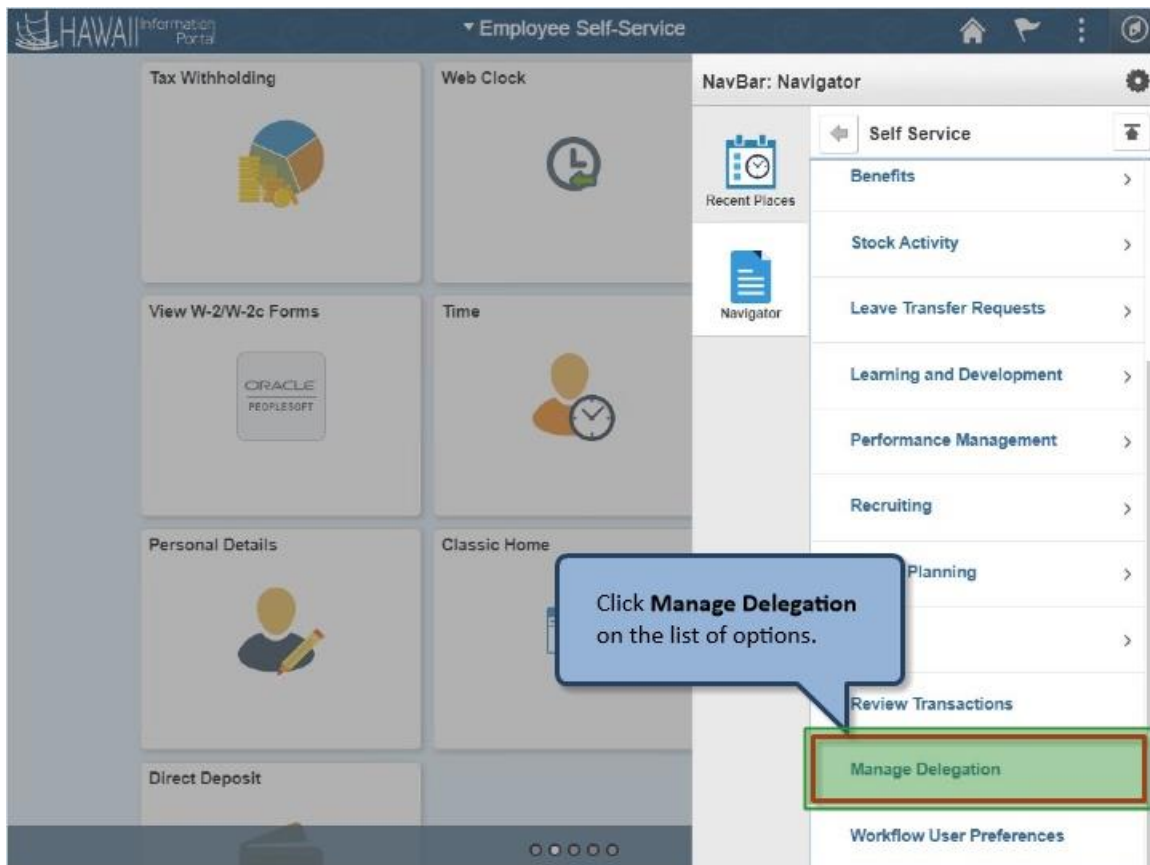 HAWAII Information
Portal
Employee Self-Service
Tax Withholding
Web Clock
View W-2/W-2c Forms
Time
ORACLE
PEOPLESOFT
Personal Details
Classic Home
Direct Deposit
NavBar: Navigator
Recent Places
Navigator
Self Service
Benefits
Stock Activity
Leave Transfer Requests
Learning and Development
Performance Management
Recruiting
Planning
Review Transactions
Manage Delegation
Workflow User Preferences
Click Manage Delegation
on the list of options.